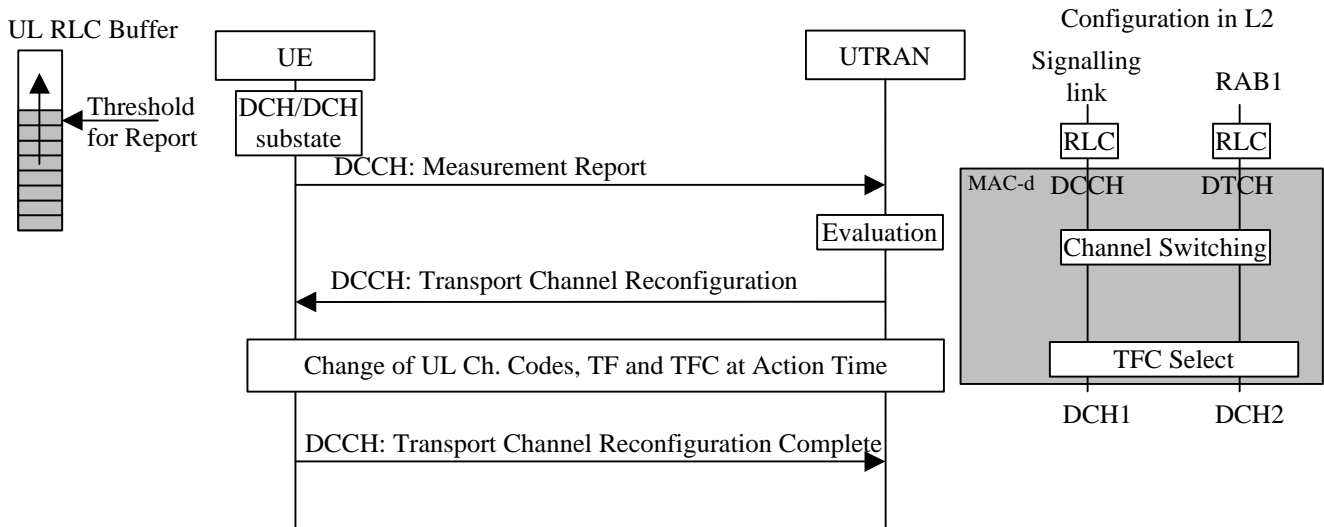 UL RLC Buffer
Threshold
for Report
UE
DCH/DCH
substate
UTRAN
DCCH: Measurement Report
Evaluation
DCCH: Transport Channel Reconfiguration
Change of UL Ch. Codes, TF and TFC at Action Time
DCCH: Transport Channel Reconfiguration Complete
Configuration in L2
Signalling
link
RAB1
RLC
RLC
MAC-d
DCCH
DTCH
Channel Switching
TFC Select
DCH1
DCH2